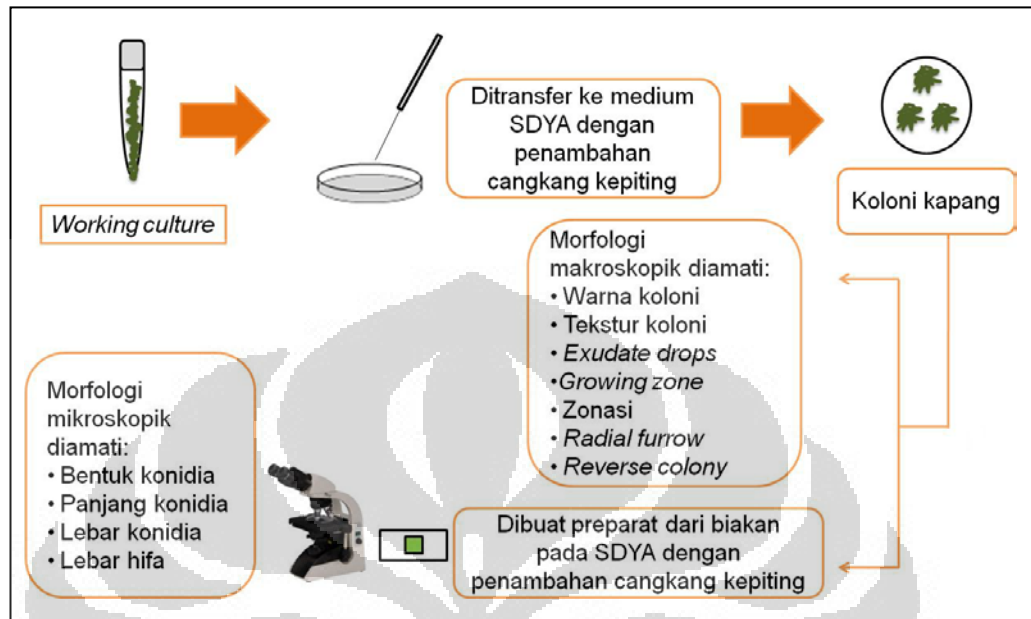 Working culture
Ditransfer ke medium
SDYA dengan
penambahan
cangkang kepiting
Koloni kapang
Morfologi
makroskopik diamati:
• Warna koloni
• Tekstur koloni
• Exudate drops
•Growing zone
• Zonasi
• Radial furrow
• Reverse colony
Morfologi
mikroskopik
diamati:
• Bentuk konidia
• Panjang konidia
• Lebar konidia
• Lebar hifa
Dibuat preparat dari biakan
pada SDYA dengan
penambahan cangkang kepiting